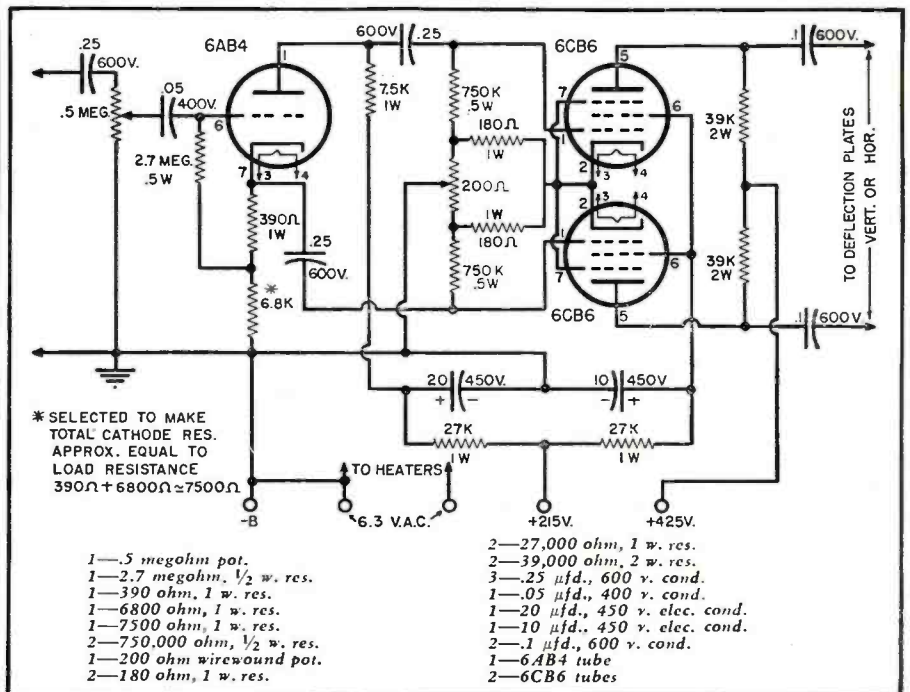 .25
600V.
.5 MEG.
.05
400V.
6
2.7 MEG.
.5W
6AB4
1
7
3
4
390Ω
1W
*
6.8K
.25
600V.
600V
.25
7.5K
1W
750K
.5W
180Ω
1W
200Ω
1W
180Ω
750K
.5W
6CB6
5
7
1
6
2
3
4
3
4
2
1
7
6
5
6CB6
39K
2W
39K
2W
.1
600V.
TO DEFLECTION PLATES
VERT. OR HOR.
.1
600V.
20
450V.
+
-
10
450V
-
+
27K
1W
27K
1W
* SELECTED TO MAKE
TOTAL CATHODE RES.
APPROX. EQUAL TO
LOAD RESISTANCE
390Ω+6800Ω≃7500Ω
TO HEATERS
-B
6.3 V.A.C.
+215V.
+425V.
1—.5 megohm pot.
1—2.7 megohm, 1/2 w. res.
1—390 ohm, 1 w. res.
1—6800 ohm, 1 w. res.
1—7500 ohm, 1 w. res.
2—750,000 ohm, 1/2 w. res.
1—200 ohm wirewound pot.
2—180 ohm, 1 w. res.
2—27,000 ohm, 1 w. res.
2—39,000 ohm, 2 w. res.
3—.25 μfd., 600 v. cond.
1—.05 μfd., 400 v. cond.
1—20 μfd., 450 v. elec. cond.
1—10 μfd., 450 v. elec. cond.
2—.1 μfd., 600 v. cond.
1—6AB4 tube
2—6CB6 tubes